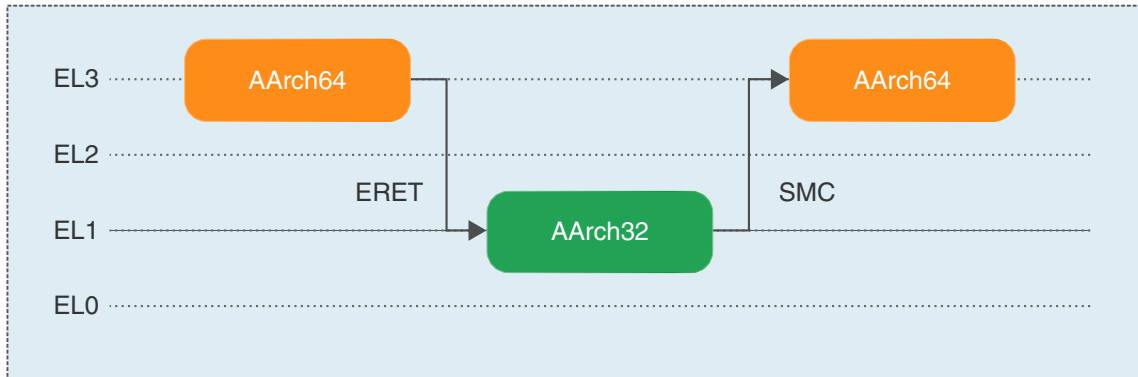 EL3
AArch64
AArch64
EL2
ERET
SMC
EL1
AArch32
EL0